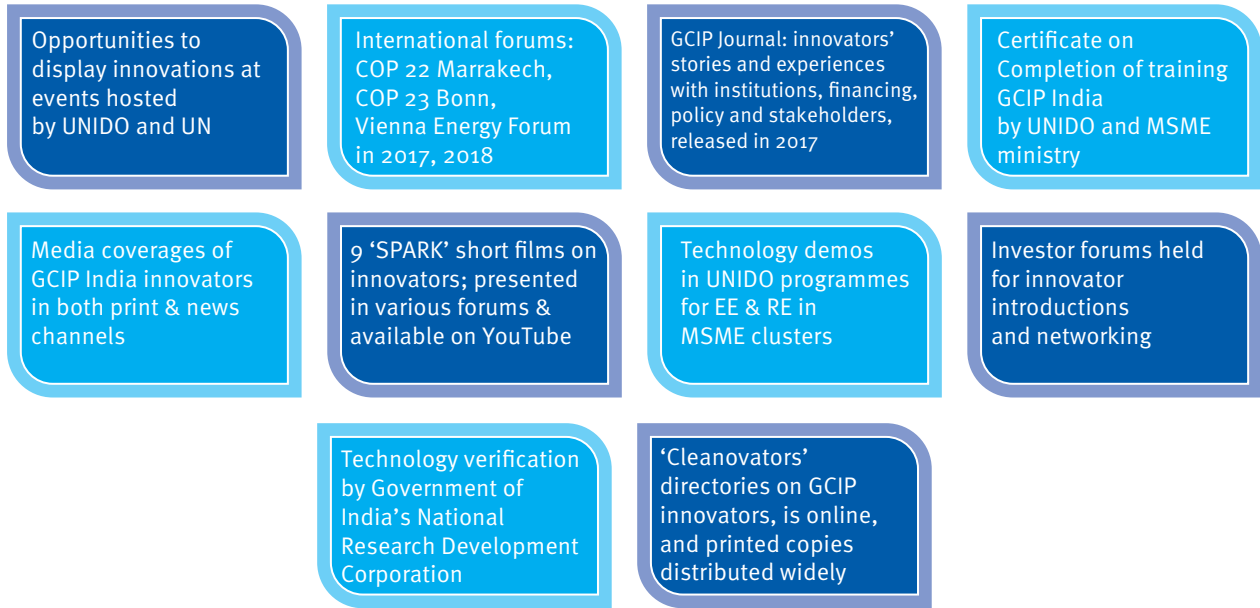 Opportunities to
display innovations at
events hosted
by UNIDO and UN
International forums:
COP 22 Marrakech,
COP 23 Bonn,
Vienna Energy Forum
in 2017, 2018
GCIP Journal: innovators’
stories and experiences
with institutions, financing,
policy and stakeholders,
released in 2017
Certificate on
Completion of training
GCIP India
by UNIDO and MSME
ministry
Media coverages of
GCIP India innovators
in both print & news
channels
9 ‘SPARK’ short films on
innovators; presented
in various forums &
available on YouTube
Technology demos
in UNIDO programmes
for EE & RE in
MSME clusters
Investor forums held
for innovator
introductions
and networking
Technology verification
by Government of
India’s National
Research Development
Corporation
‘Cleanovators’
directories on GCIP
innovators, is online,
and printed copies
distributed widely